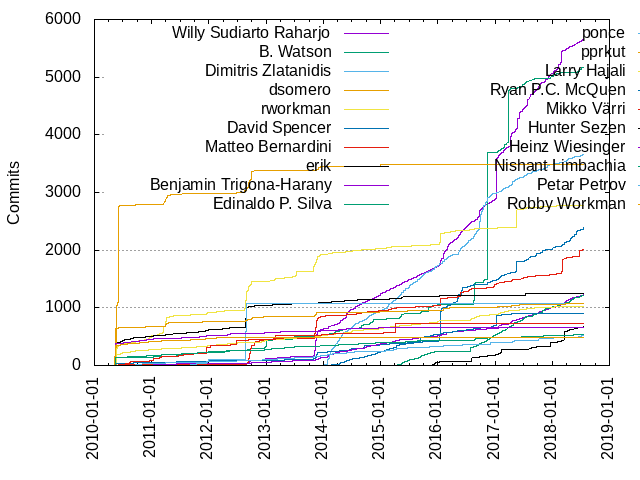 6000
5000
4000
3000
2000
1000
0
Commits
Willy Sudiarto Raharjo
B. Watson
Dimitris Zlatanidis
dsomero
rworkman
David Spencer
Matteo Bernardini
erik
Benjamin Trigona-Harany
Edinaldo P. Silva
ponce
pprkut
Larry Hajali
Ryan P.C. McQuen
Mikko Värri
Hunter Sezen
Heinz Wiesinger
Nishant Limbachia
Petar Petrov
Robby Workman
2010-01-01
2011-01-01
2012-01-01
2013-01-01
2014-01-01
2015-01-01
2016-01-01
2017-01-01
2018-01-01
2019-01-01